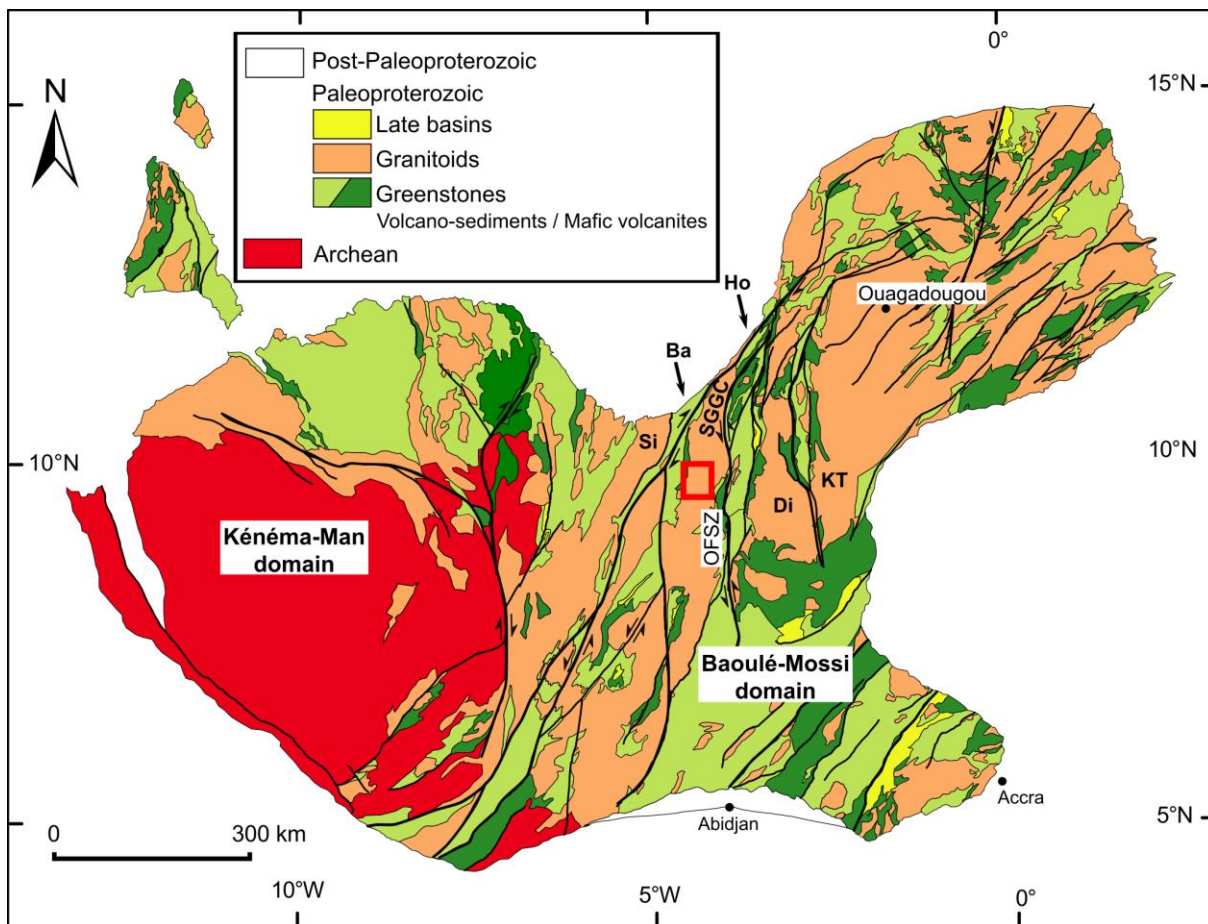 0°
15°N
N
Post-Paleoproterozoic
Paleoproterozoic
Late basins
Granitoids
Greenstones
Volcano-sediments / Mafic volcanites
Archean
Ho
Ouagadougou
Ba
SGGC
Si
10°N
10°N
KT
Di
OFSZ
Kénéma-Man
domain
Baoulé-Mossi
domain
Accra
Abidjan
0
300 km
5°N
10°W
5°W
0°